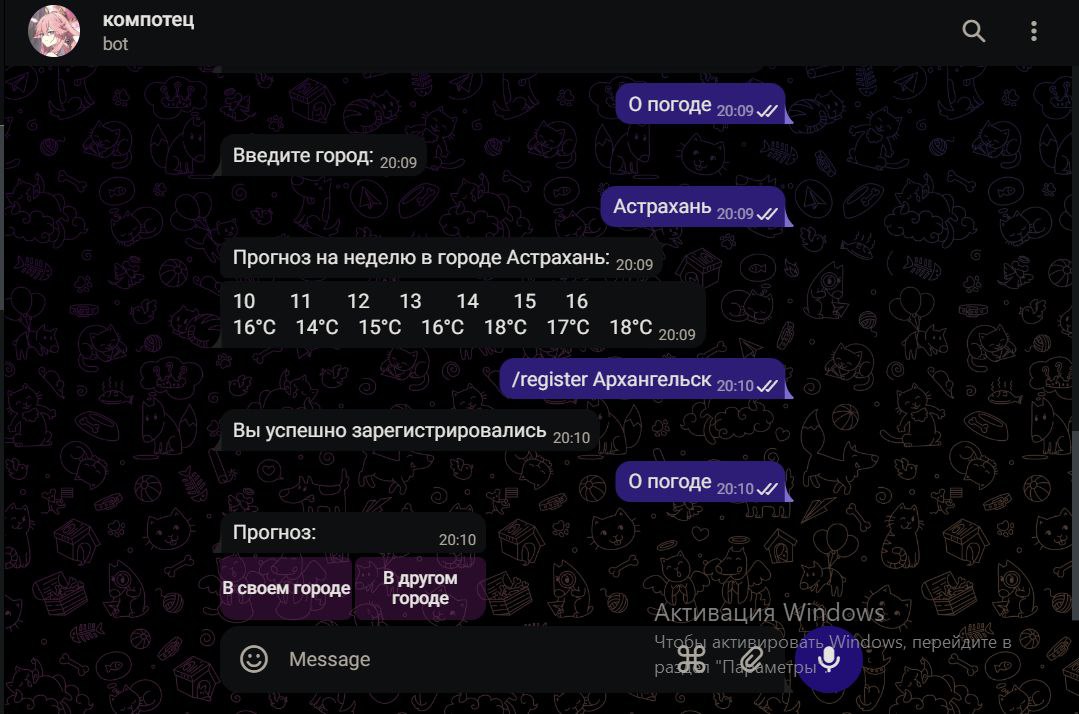 компотец
bot
О погоде 20:09
Введите город: 20:09
Астрахань 20:09
Прогноз на неделю в городе Астрахань: 20:09
10 11 12 13 14 15 16
16°C 14°C 15°C 16°C 18°C 17°C 18°C 20:09
/register Архангельск 20:10
Вы успешно зарегистрировались 20:10
О погоде 20:10
Прогноз: 20:10
В своем городе
В другом
городе
Message
Активация Windows
Чтобы активировать Windows, перейдите в
раздел "Параметры